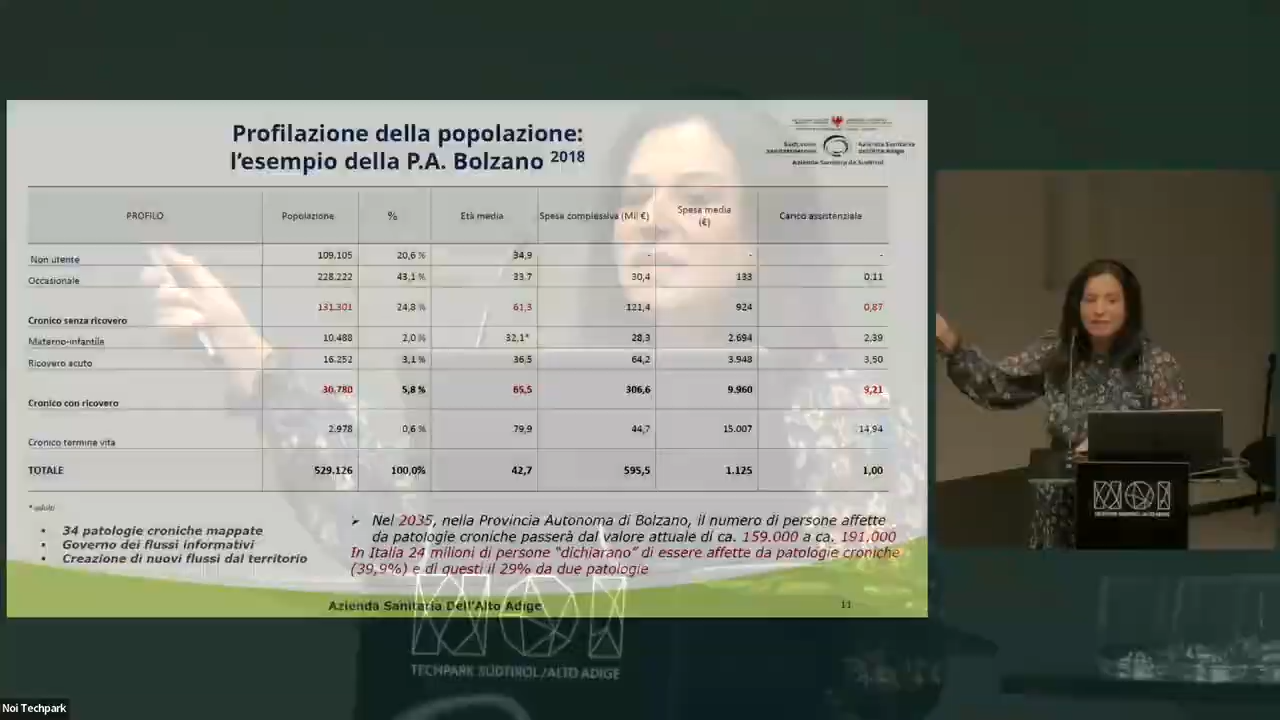 Profilazione della popolazione:
l'esempio della P.A. Bolzano 2018
Azienda Sanitaria
dell'Alto Adige
Azienda Sanitera de Südtirol
PROFILO Popolazione % Età media Spesa complessiva (Mil €) Spesa media (€) Carico assistenziale
Non utente 109.105 20,6 % 34,9 - - -
Occasionale 228.222 43,1 % 33,7 30,4 133 0,11
Cronico senza ricovero 131.301 24,8 % 61,3 121,4 924 0,87
Materno-infantile 10.488 2,0 % 32,1* 28,3 2.694 2,39
Ricovero acuto 16.252 3,1 % 36,5 64,2 3.948 3,50
Cronico con ricovero 30.780 5,8 % 65,5 306,6 9.960 9,21
Cronico termine vita 2.978 0,6 % 79,9 44,7 15.007 14,94
TOTALE 529.126 100,0% 42,7 595,5 1.125 1,00
• 34 patologie croniche mappate
• Governo dei flussi informativi
• Creazione di nuovi flussi dal territorio
➢ Nel 2035, nella Provincia Autonoma di Bolzano, il numero di persone affette
da patologie croniche passerà dal valore attuale di ca. 159.000 a ca. 191.000
In Italia 24 milioni di persone "dichiarano" di essere affette da patologie croniche
(39,9%) e di questi il 29% da due patologie
Azienda Sanitaria Dell'Alto Adige 11
NOI
TECHPARK SÜDTIROL/ALTO ADIGE
NOI
TECHPARK SÜDTIROL/ALTO ADIGE
Noi Techpark